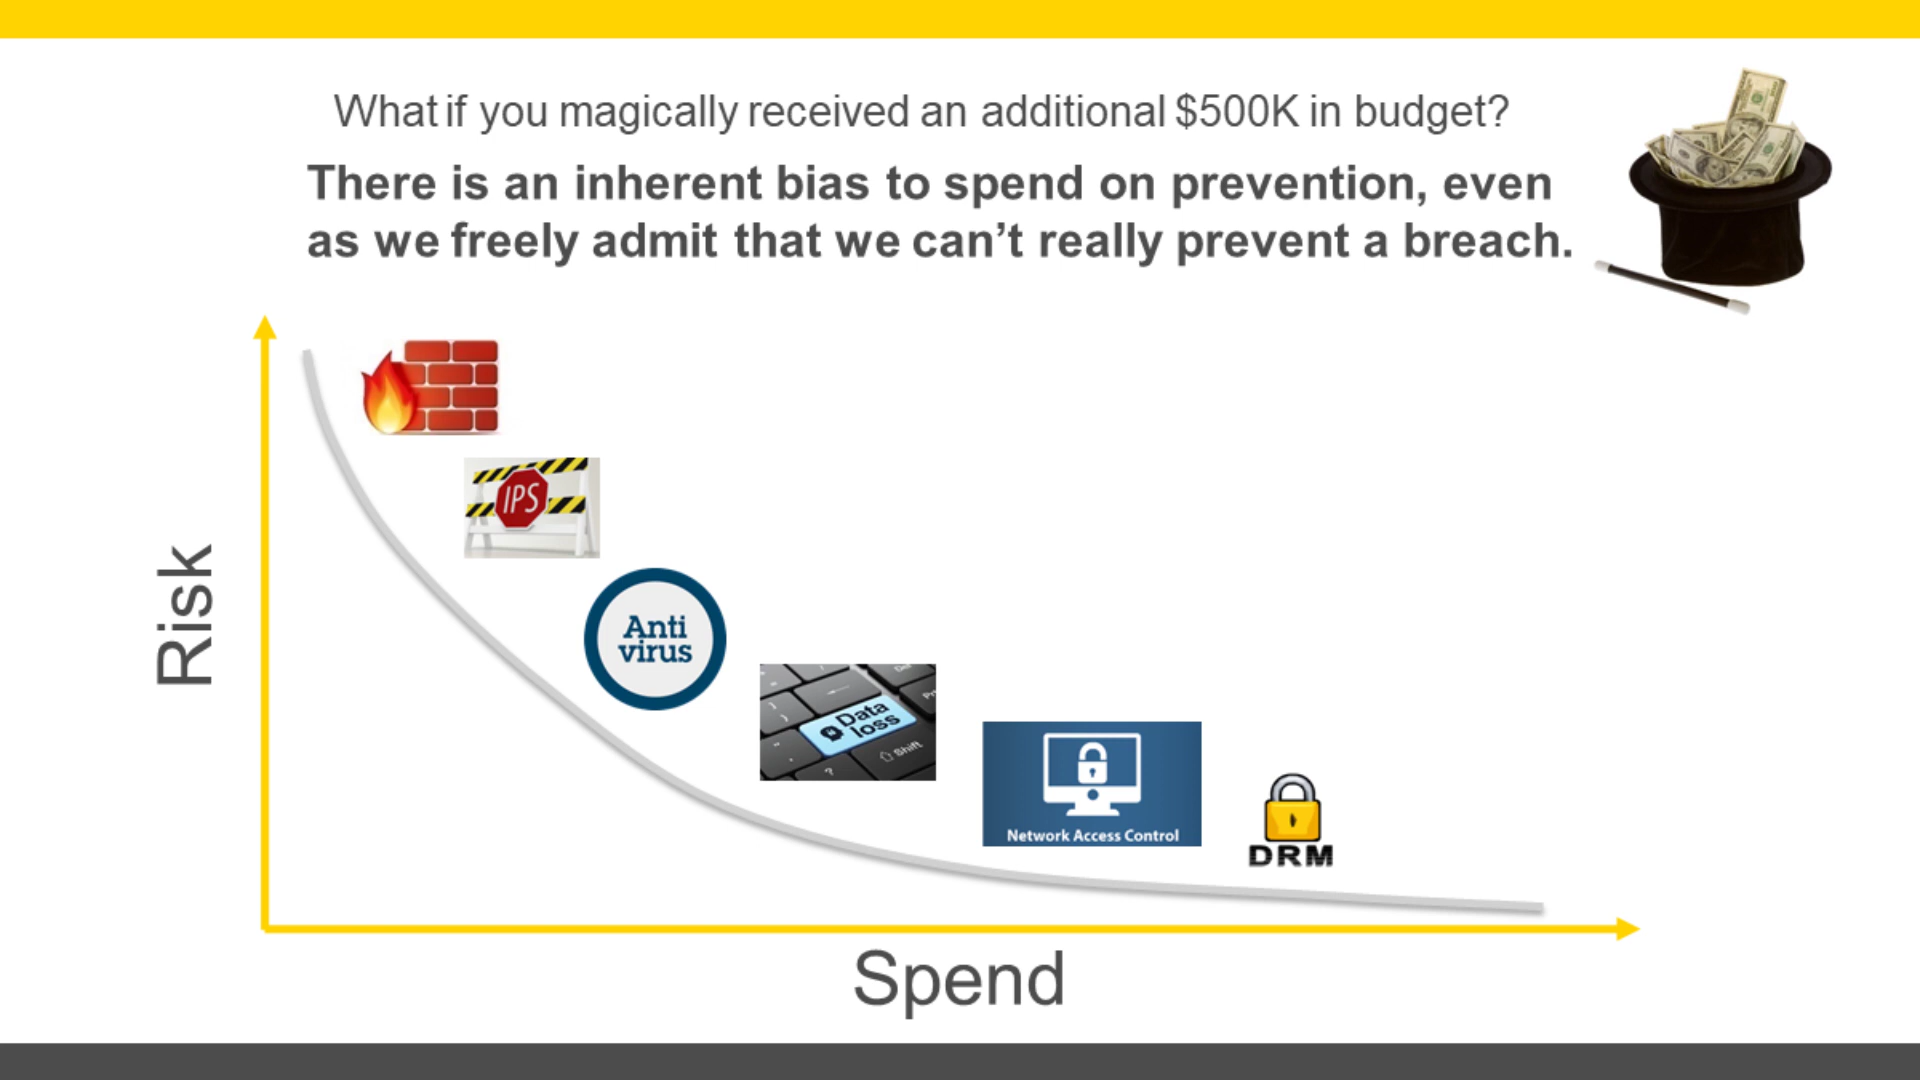 What if you magically received an additional $500K in budget?
There is an inherent bias to spend on prevention, even
as we freely admit that we can’t really prevent a breach.
Risk
IPS
Anti
virus
Data
loss
Shift
?
Network Access Control
DRM
Spend